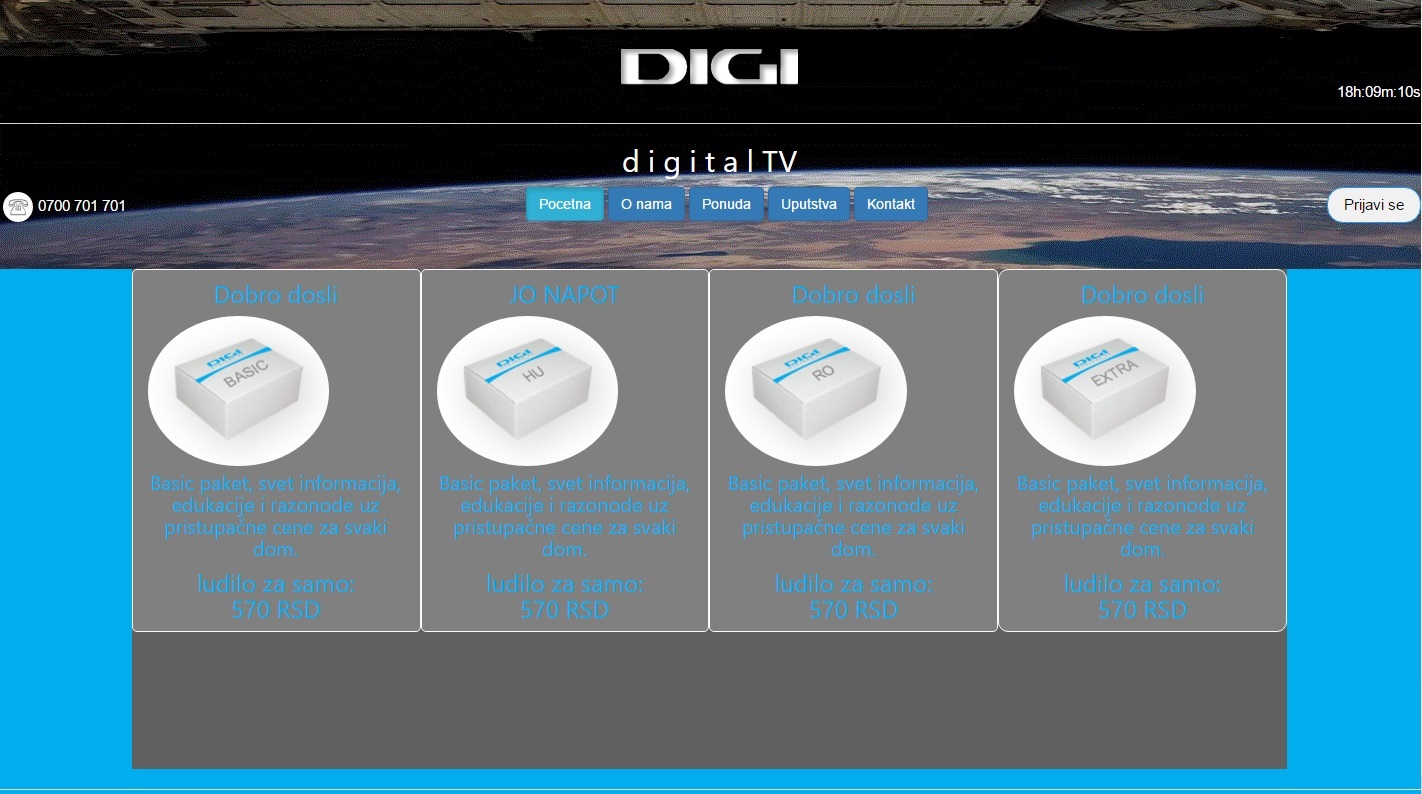 DIGI
18h:09m:10s
d i g i t a l TV
0700 701 701
Pocetna
O nama
Ponuda
Uputstva
Kontakt
Prijavi se
Dobro dosli
DIGI
BASIC
Basic paket, svet informacija,
edukacije i razonode uz
pristupačne cene za svaki
dom.
ludilo za samo:
570 RSD
JO NAPOT
DIGI
HU
Basic paket, svet informacija,
edukacije i razonode uz
pristupačne cene za svaki
dom.
ludilo za samo:
570 RSD
Dobro dosli
DIGI
RO
Basic paket, svet informacija,
edukacije i razonode uz
pristupačne cene za svaki
dom.
ludilo za samo:
570 RSD
Dobro dosli
DIGI
EXTRA
Basic paket, svet informacija,
edukacije i razonode uz
pristupačne cene za svaki
dom.
ludilo za samo:
570 RSD